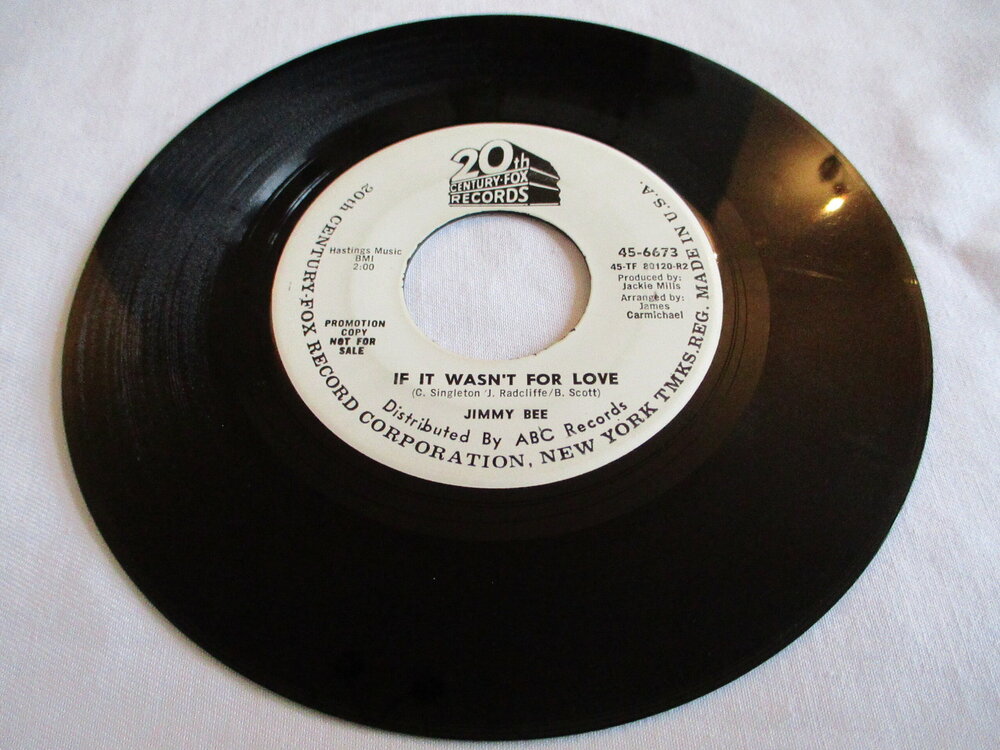 20th
CENTURY-FOX
RECORDS
Hastings Music
BMI
2:00
45-6673
45-TF 80120-R2
Produced by:
Jackie Mills
Arranged by:
James
Carmichael
PROMOTION
COPY
NOT FOR
SALE
IF IT WASN'T FOR LOVE
(C. Singleton J. Radcliffe/B. Scott)
JIMMY BEE
Distributed By ABC Records
20th CENTURY-FOX RECORD CORPORATION, NEW YORK TMKS. REG. MADE IN U.S.A.